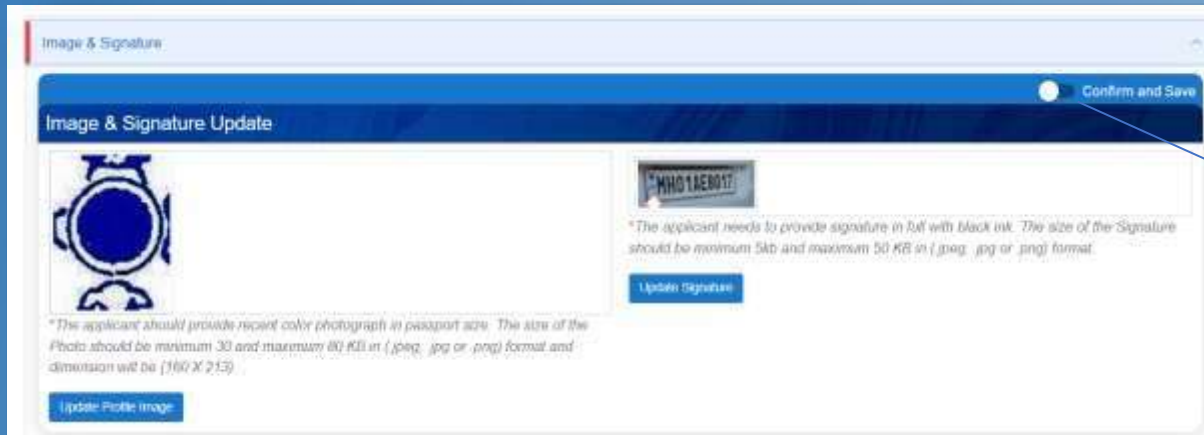 Image & Signature
Confirm and Save
Image & Signature Update
MH01AE8017
*The applicant needs to provide signature in full with black ink. The size of the Signature
should be minimum 5kb and maximum 50 KB in (.jpeg, .jpg or .png) format.
Update Signature
*The applicant should provide recent color photograph in passport size. The size of the
Photo should be minimum 30 and maximum 80 KB in (.jpeg, .jpg or .png) format and
dimension will be (160 X 213)
Update Profile Image